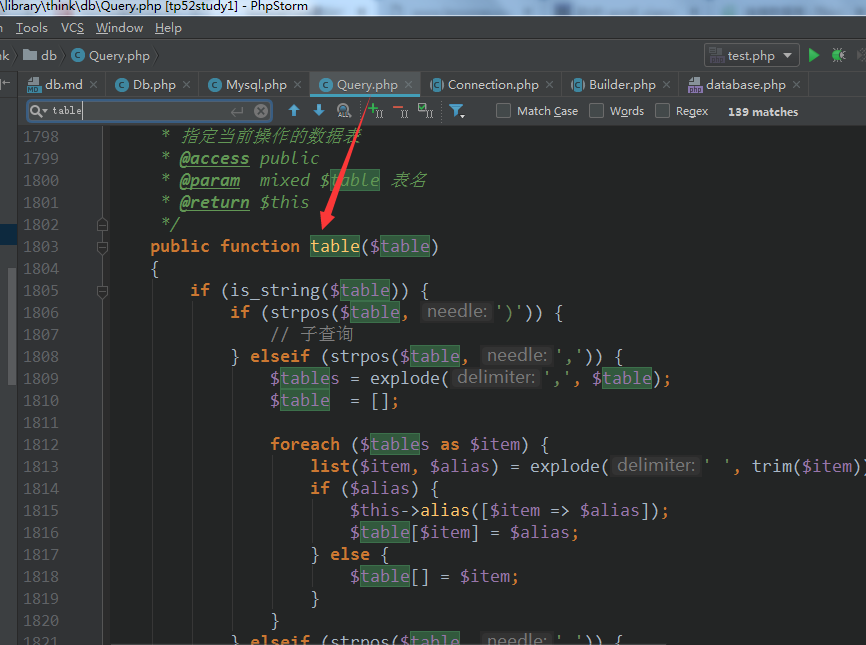 \library\think\db\Query.php [tp52study1] - PhpStorm
Tools VCS Window Help
db Query.php test.php
db.md Db.php Mysql.php Query.php Connection.php Builder.php database.php
table Match Case Words Regex 139 matches
1798 * 指定当前操作的数据表
1799 * @access public
1800 * @param mixed $table 表名
1801 * @return $this
1802 */
1803 public function table($table)
1804 {
1805 if (is_string($table)) {
1806 if (strpos($table, needle: ')')) {
1807 // 子查询
1808 } elseif (strpos($table, needle: ',')) {
1809 $tables = explode( delimiter: ',', $table);
1810 $table = [];
1811
1812 foreach ($tables as $item) {
1813 list($item, $alias) = explode( delimiter: ' ', trim($item))
1814 if ($alias) {
1815 $this->alias([$item => $alias]);
1816 $table[$item] = $alias;
1817 } else {
1818 $table[] = $item;
1819 }
1820 }
1821 } elseif (strpos($table, needle: ' ')) {